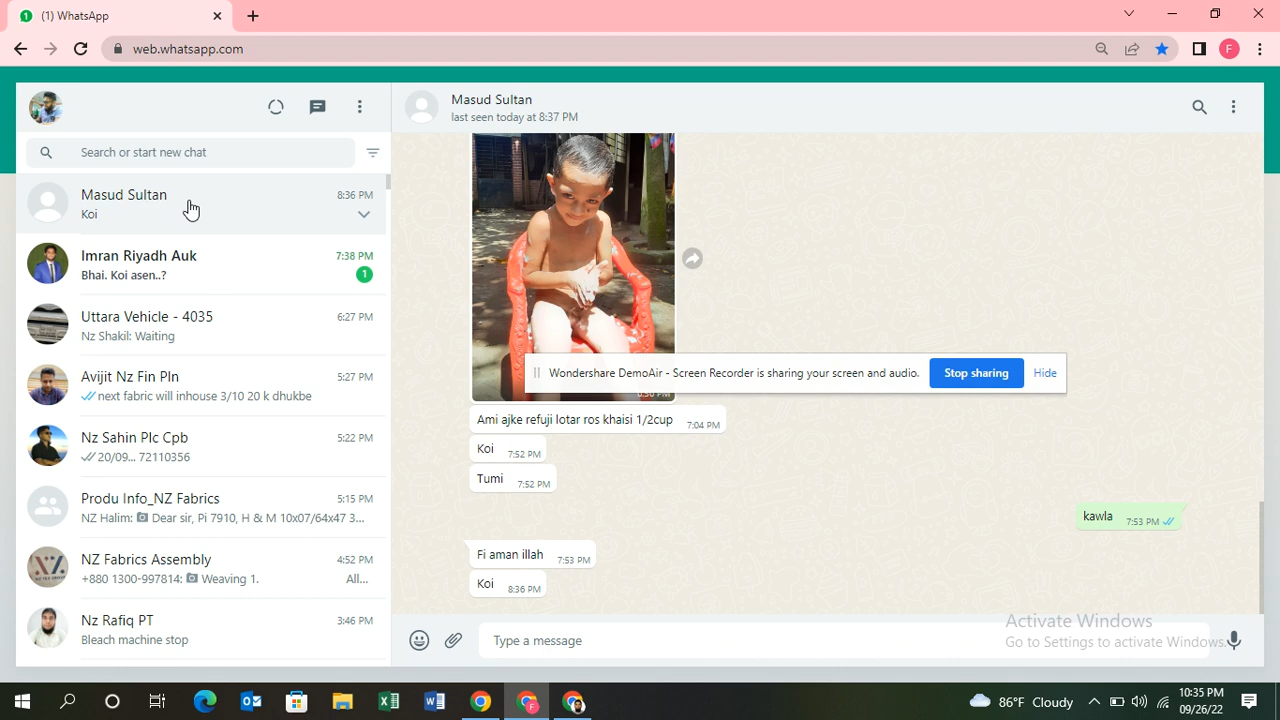 (1) WhatsApp
web.whatsapp.com
F
Search or start new chat
Masud Sultan 8:36 PM
Koi
Imran Riyadh Auk 7:38 PM
Bhai. Koi asen..? 1
Uttara Vehicle - 4035 6:27 PM
Nz Shakil: Waiting
Avijit Nz Fin Pln 5:27 PM
next fabric will inhouse 3/10 20 k dhukbe
Nz Sahin Plc Cpb 5:22 PM
20/09... 72110356
Produ Info_NZ Fabrics 5:15 PM
NZ Halim: Dear sir, Pi 7910, H & M 10x07/64x47 3...
NZ Fabrics Assembly 4:52 PM
+880 1300-997814: Weaving 1. All...
Nz Rafiq PT 3:46 PM
Bleach machine stop
Masud Sultan
last seen today at 8:37 PM
Wondershare DemoAir - Screen Recorder is sharing your screen and audio. Stop sharing Hide
Ami ajke refuji lotar ros khaisi 1/2cup 7:04 PM
Koi 7:52 PM
Tumi 7:52 PM
kawla 7:53 PM
Fi aman illah 7:53 PM
Koi 8:36 PM
Type a message
Activate Windows
Go to Settings to activate Windows.
86°F Cloudy
10:35 PM
09/26/22